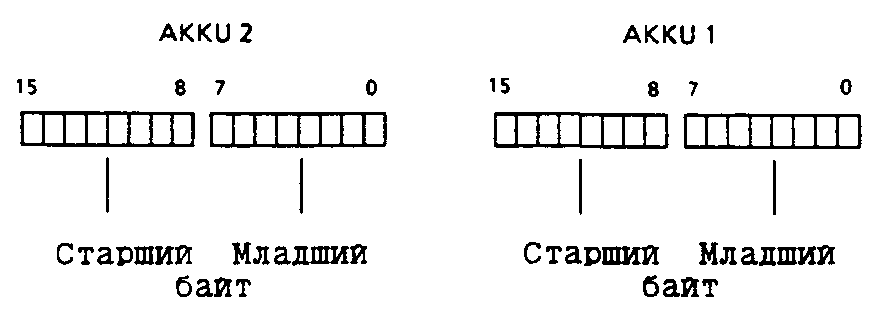 AKKU 2 AKKU 1
15 8 7 0 15 8 7 0
Старший Младший Старший Младший
байт байт